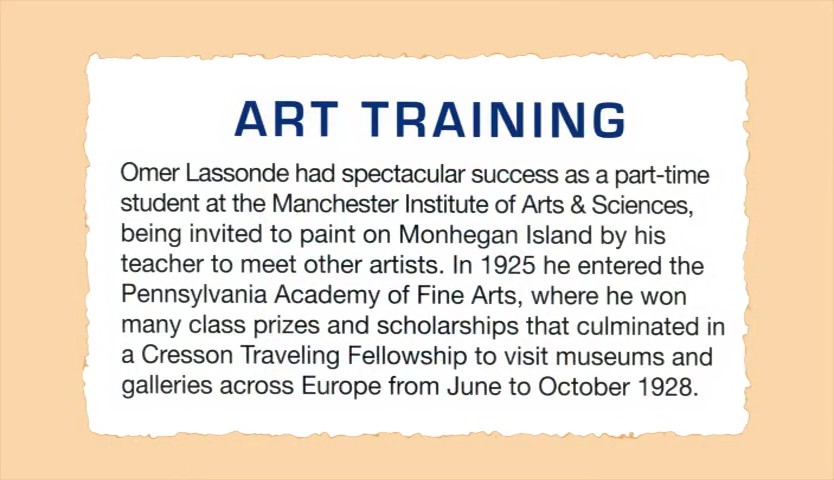 ART TRAINING
Omer Lassonde had spectacular success as a part-time
student at the Manchester Institute of Arts & Sciences,
being invited to paint on Monhegan Island by his
teacher to meet other artists. In 1925 he entered the
Pennsylvania Academy of Fine Arts, where he won
many class prizes and scholarships that culminated in
a Cresson Traveling Fellowship to visit museums and
galleries across Europe from June to October 1928.